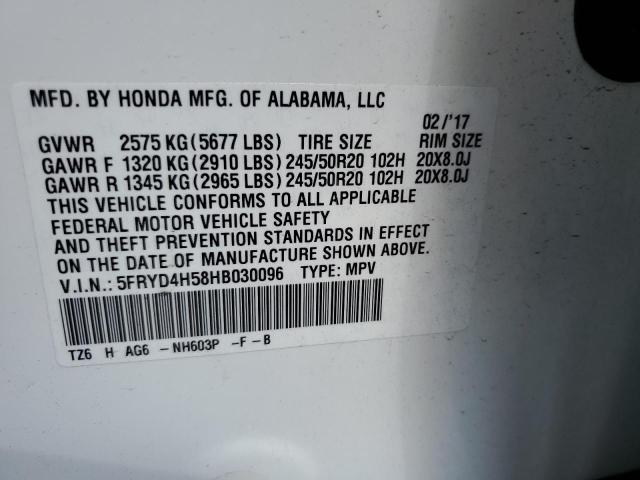 MFD. BY HONDA MFG. OF ALABAMA, LLC
02/'17
GVWR 2575 KG (5677 LBS) TIRE SIZE RIM SIZE
GAWR F 1320 KG (2910 LBS) 245/50R20 102H 20X8.0J
GAWR R 1345 KG (2965 LBS) 245/50R20 102H 20X8.0J
THIS VEHICLE CONFORMS TO ALL APPLICABLE
FEDERAL MOTOR VEHICLE SAFETY
AND THEFT PREVENTION STANDARDS IN EFFECT
ON THE DATE OF MANUFACTURE SHOWN ABOVE.
V.I.N.: 5FRYD4H58HB030096 TYPE: MPV
TZ6 H AG6 -NH603P -F-B